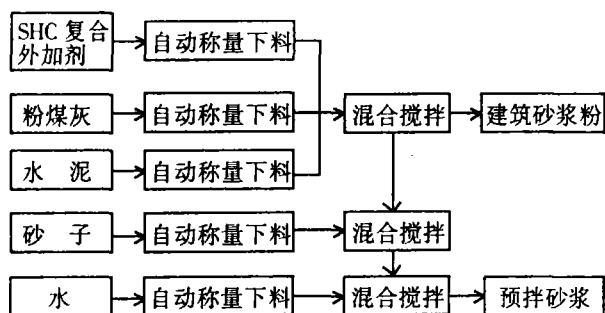 SHC 复合
外加剂
自动称量下料
粉煤灰
自动称量下料
混合搅拌
建筑砂浆粉
水 泥
自动称量下料
砂 子
自动称量下料
混合搅拌
水
自动称量下料
混合搅拌
预拌砂浆